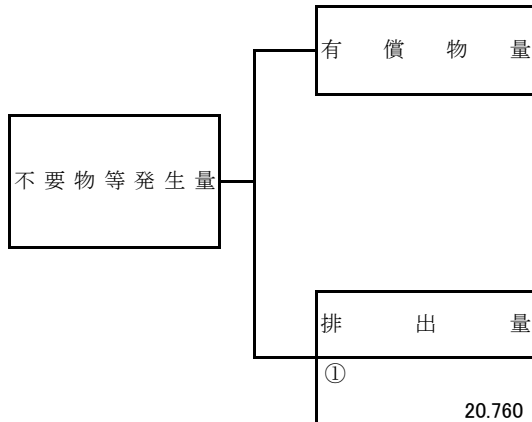 有償物量
不要物等発生量
排出量
①
20.760